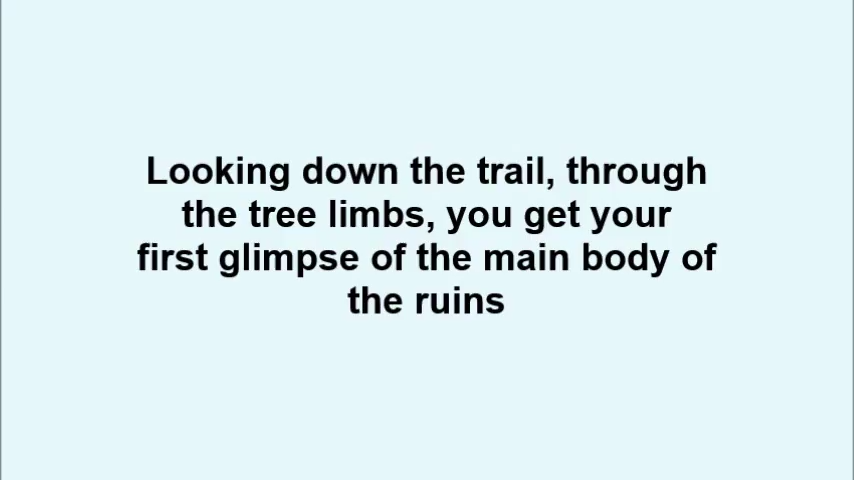 Looking down the trail, through
the tree limbs, you get your
first glimpse of the main body of
the ruins